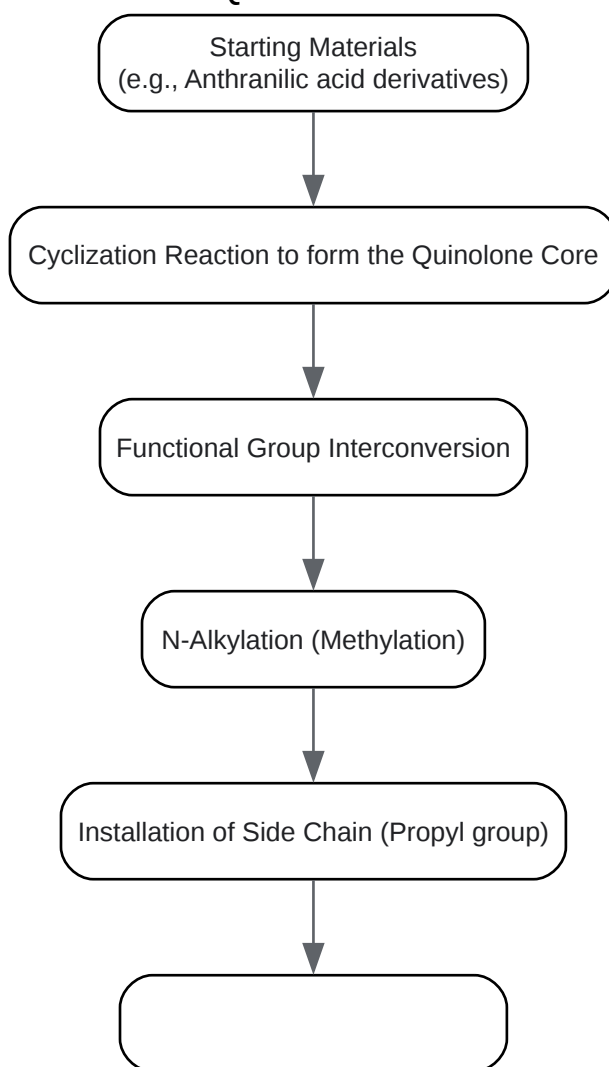 Starting Materials
(e.g., Anthranilic acid derivatives)
Cyclization Reaction to form the Quinolone Core
Functional Group Interconversion
N-Alkylation (Methylation)
Installation of Side Chain (Propyl group)